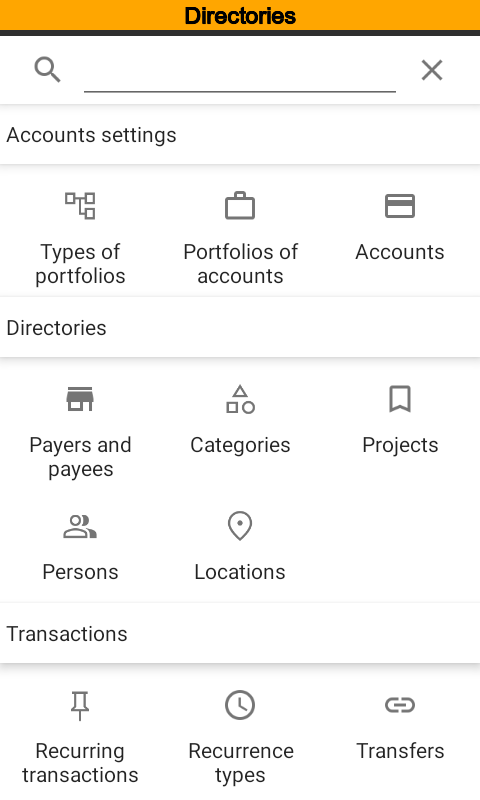 Directories
Accounts settings
Types of
portfolios
Portfolios of
accounts
Accounts
Directories
Payers and
payees
Categories
Projects
Persons
Locations
Transactions
Recurring
transactions
Recurrence
types
Transfers